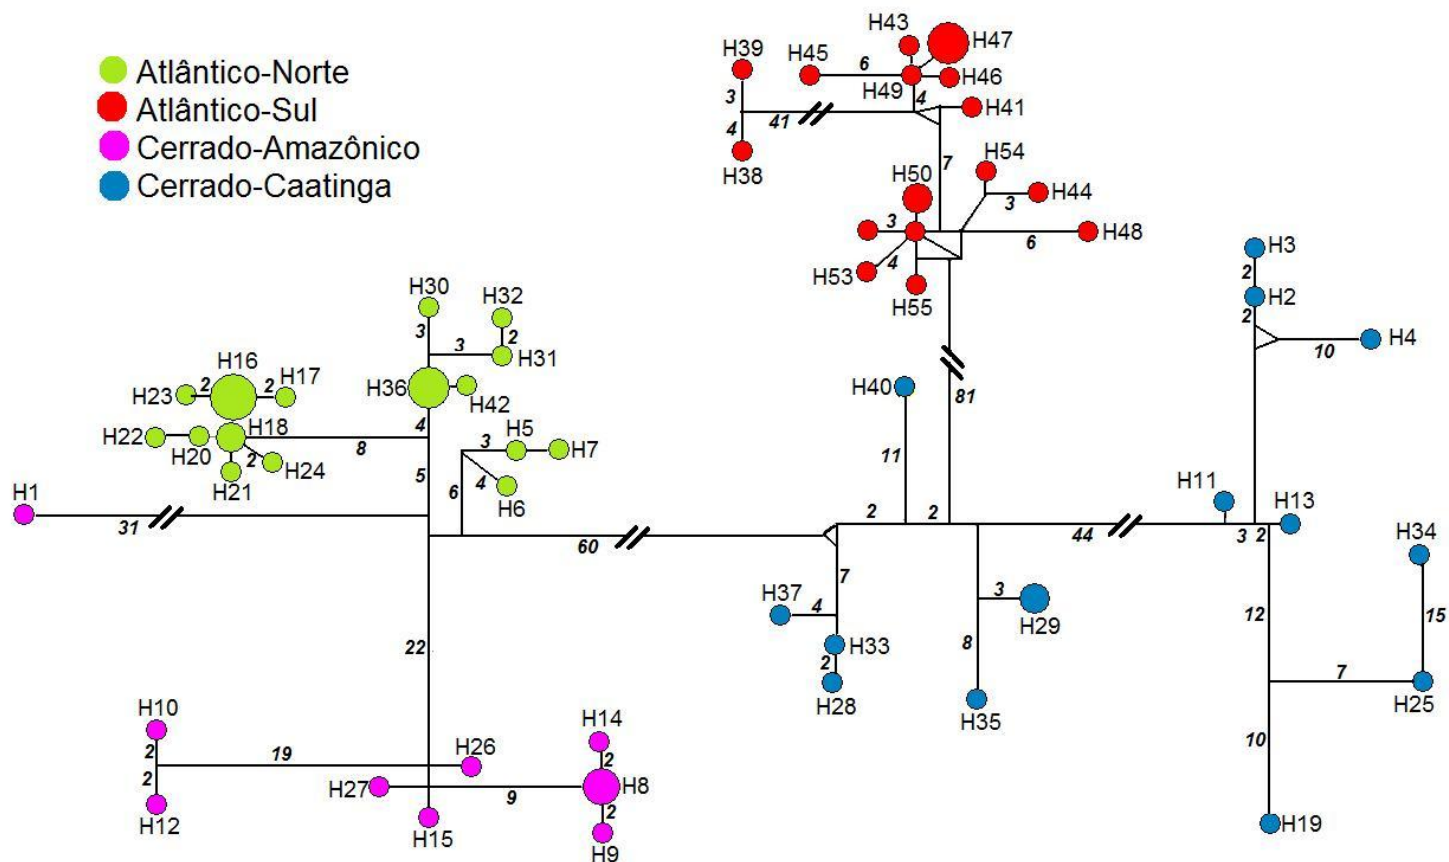 Atlântico-Norte
Atlântico-Sul
Cerrado-Amazônico
Cerrado-Caatinga
H39
H45
H43
H47
6
H49
H46
3
4
41
4
H41
H38
7
H54
H50
3
H44
3
6
H48
4
H53
H55
81
H3
2
H2
2
10
H4
H30
H32
3
3
2
H31
H16
H36
H42
H23
2
2
H17
4
H22
H20
H18
8
2
H24
H21
5
3
H5
H7
6
4
H6
H1
31
60
H40
11
2
2
44
H11
H13
3
2
H34
7
H37
4
H33
2
H28
3
H29
8
H35
12
15
7
H25
10
H19
22
H10
2
19
H26
2
H12
H27
9
H14
2
H8
2
H15
H9